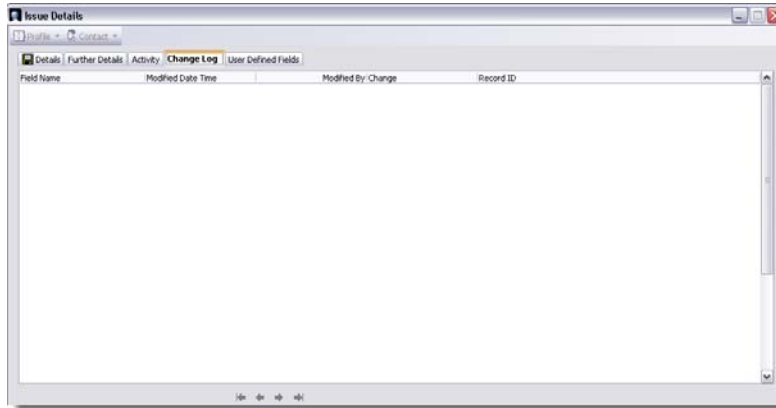 Issue Details
Profile Contact
Details Further Details Activity Change Log User Defined Fields
Field Name Modified Date Time Modified By Change Record ID